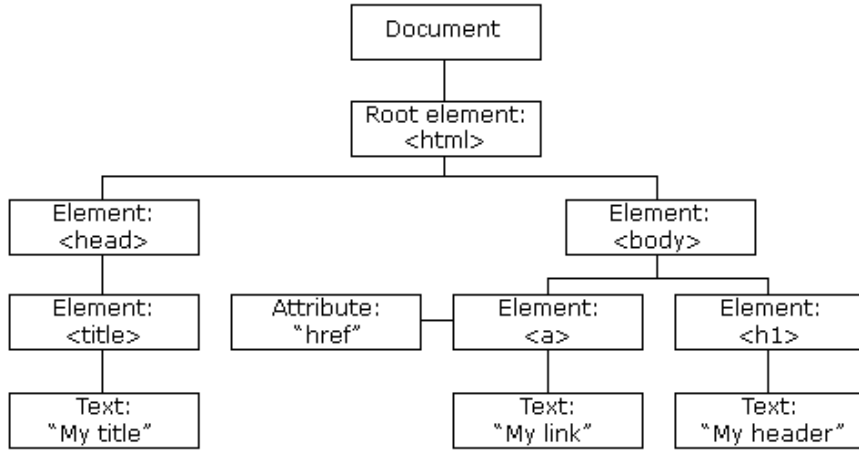 Document
Root element:
<html>
Element:
<head>
Element:
<body>
Element:
<title>
Attribute:
“href”
Element:
<a>
Element:
<h1>
Text:
“My title”
Text:
“My link”
Text:
“My header”